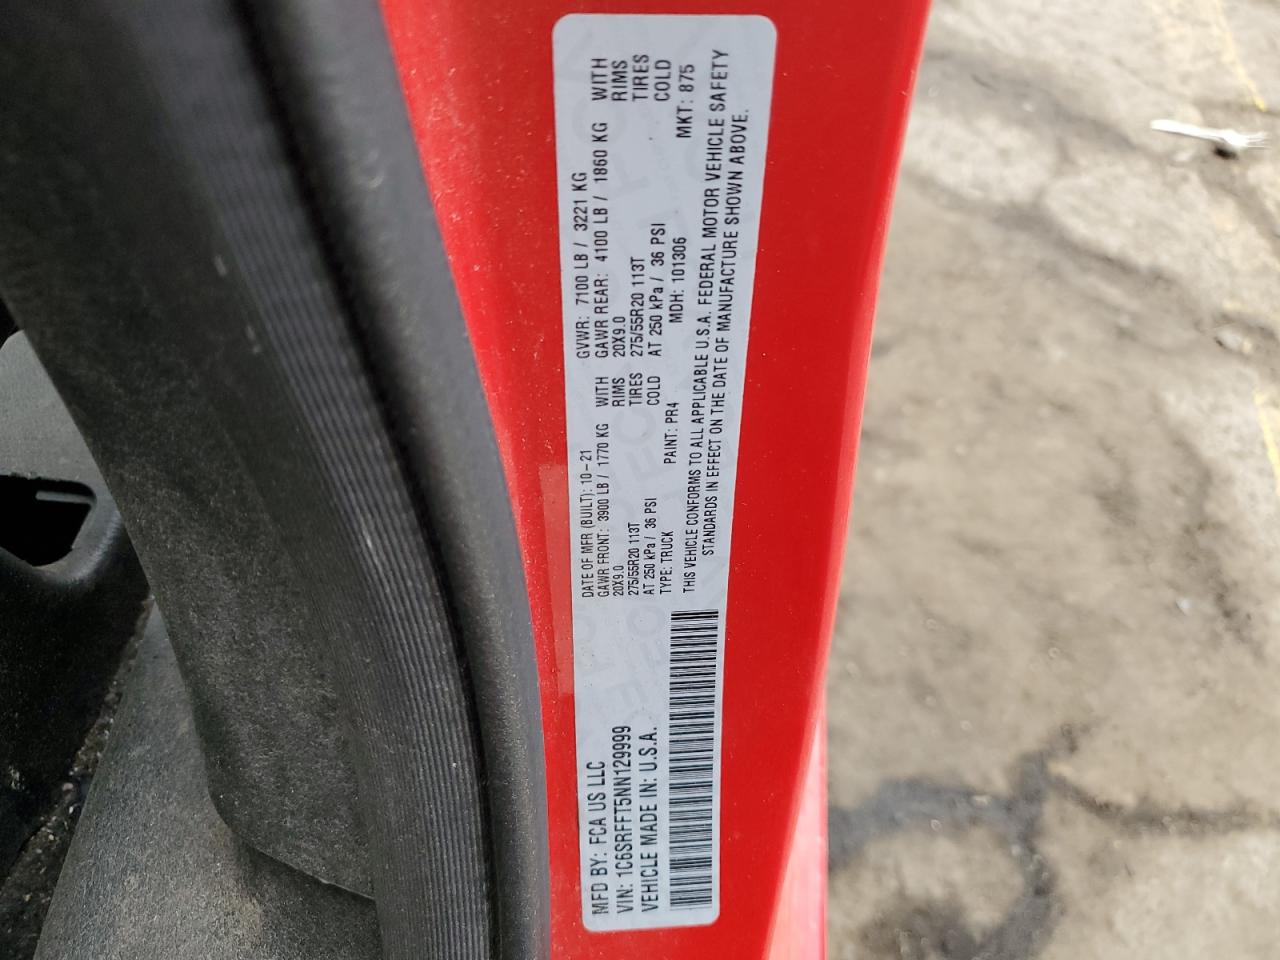 MFD BY: FCA US LLC
VIN: 1C6SRFFT5NN129999
VEHICLE MADE IN: U.S.A.
DATE OF MFR (BUILT): 10-21 GVWR: 7100 LB / 3221 KG
GAWR FRONT: 3900 LB / 1770 KG WITH GAWR REAR: 4100 LB / 1860 KG WITH
20X9.0 RIMS 20X9.0 RIMS
275/55R20 113T TIRES 275/55R20 113T TIRES
AT 250 kPa / 36 PSI COLD AT 250 kPa / 36 PSI COLD
TYPE: TRUCK PAINT: PR4 MDH: 101306 MKT: 875
THIS VEHICLE CONFORMS TO ALL APPLICABLE U.S.A. FEDERAL MOTOR VEHICLE SAFETY
STANDARDS IN EFFECT ON THE DATE OF MANUFACTURE SHOWN ABOVE.